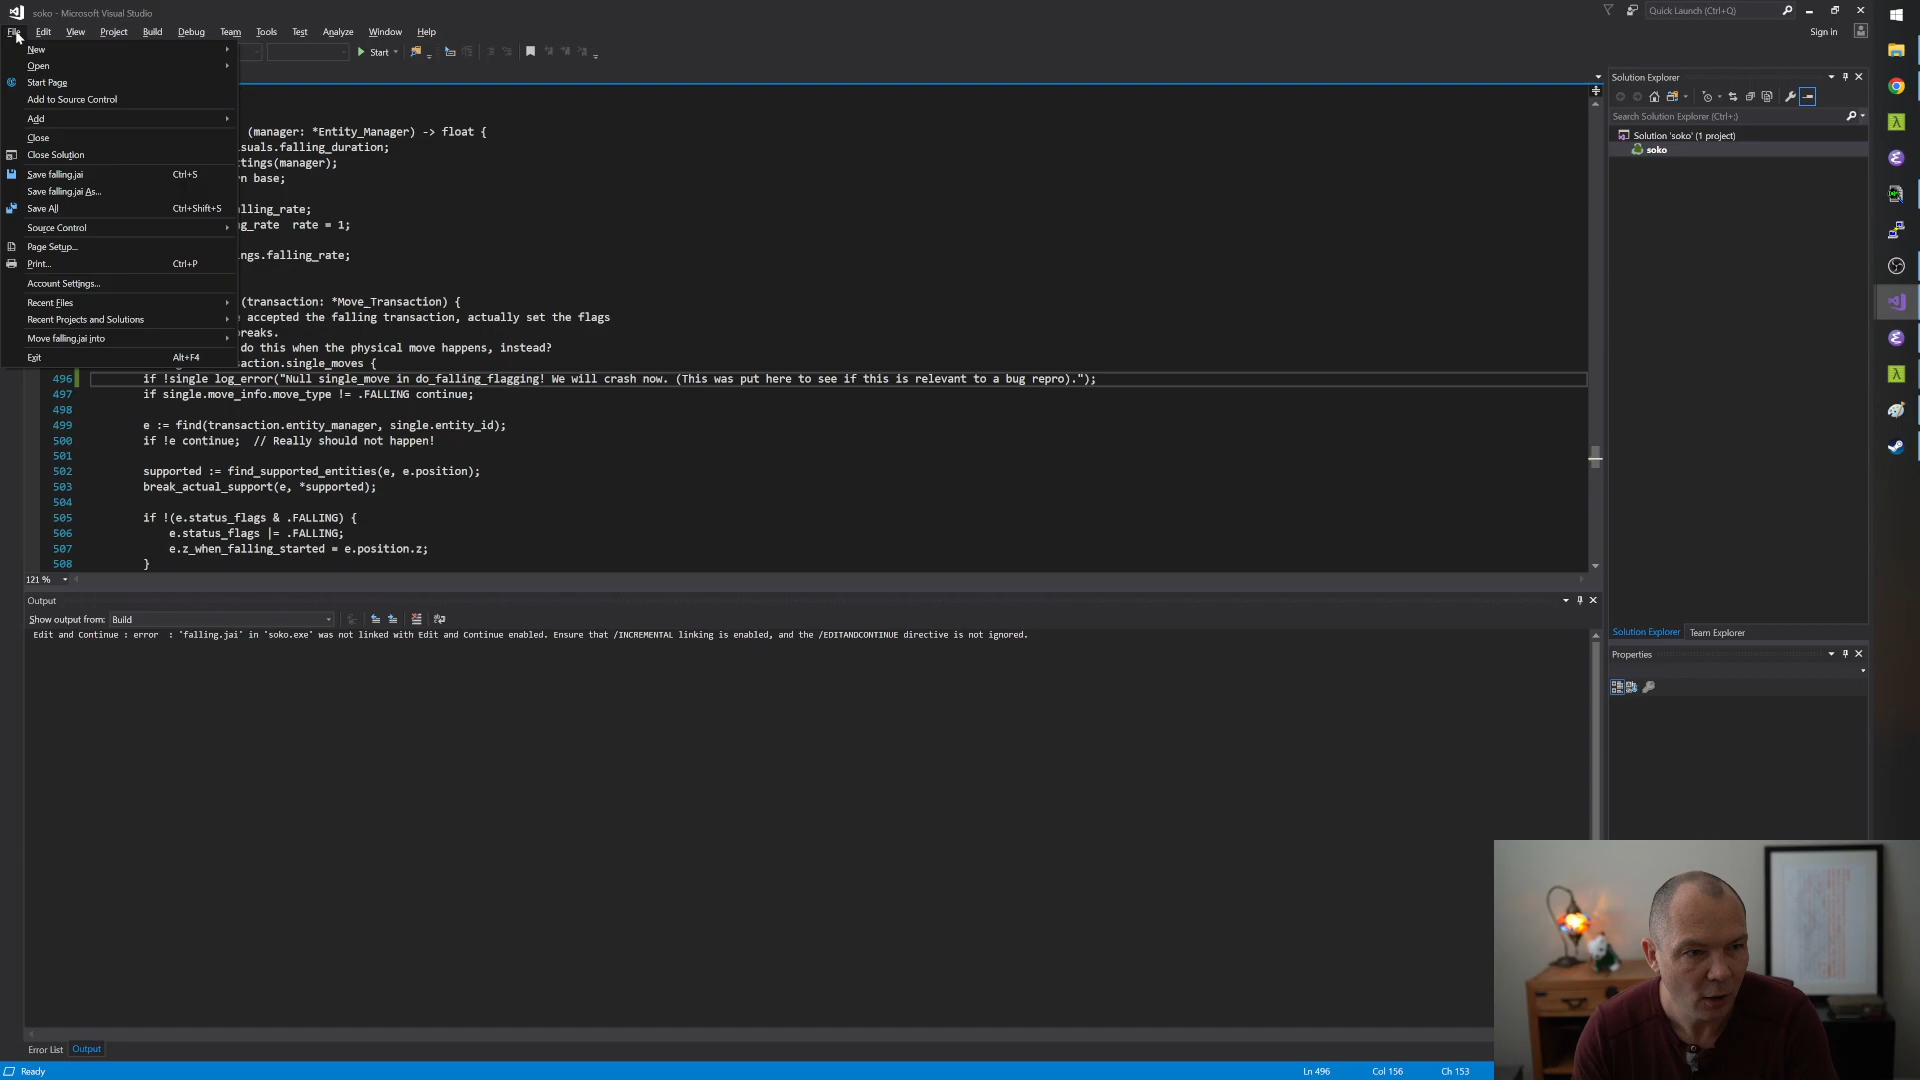 soko - Microsoft Visual Studio
Quick Launch (Ctrl+Q)
File Edit View Project Build Debug Team Tools Test Analyze Window Help
Sign in
Start
New
Open
Start Page
Add to Source Control
Add
Close
Close Solution
Save falling.jai Ctrl+S
Save falling.jai As...
Save All Ctrl+Shift+S
Source Control
Page Setup...
Print... Ctrl+P
Account Settings...
Recent Files
Recent Projects and Solutions
Move falling.jai into
Exit Alt+F4
(manager: *Entity_Manager) -> float {
suals.falling_duration;
ctings(manager);
rn base;
lling_rate;
g_rate  rate = 1;
ngs.falling_rate;
(transaction: *Move_Transaction) {
e accepted the falling transaction, actually set the flags
reaks.
do this when the physical move happens, instead?
saction.single_moves {
496 if !single log_error("Null single_move in do_falling_flagging! We will crash now. (This was put here to see if this is relevant to a bug repro).");
497 if single.move_info.move_type != .FALLING continue;
498
499 e := find(transaction.entity_manager, single.entity_id);
500 if !e continue;  // Really should not happen!
501
502 supported := find_supported_entities(e, e.position);
503 break_actual_support(e, *supported);
504
505 if !(e.status_flags & .FALLING) {
506 e.status_flags |= .FALLING;
507 e.z_when_falling_started = e.position.z;
508 }
121 %
Output
Show output from: Build
Edit and Continue : error  : 'falling.jai' in 'soko.exe' was not linked with Edit and Continue enabled. Ensure that /INCREMENTAL linking is enabled, and the /EDITANDCONTINUE directive is not ignored.
Error List Output
Ready
Ln 496 Col 156 Ch 153
Solution Explorer
Search Solution Explorer (Ctrl+;)
Solution 'soko' (1 project)
soko
Solution Explorer Team Explorer
Properties